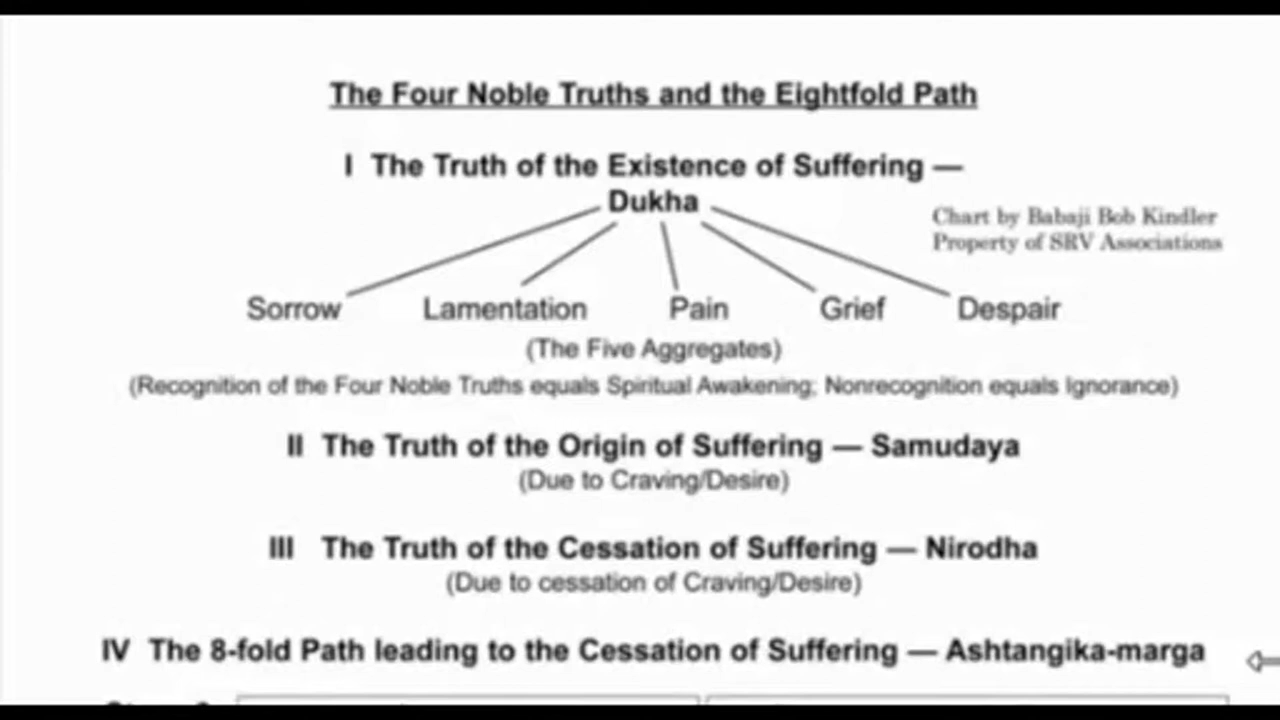 The Four Noble Truths and the Eightfold Path
I The Truth of the Existence of Suffering —
Dukha
Chart by Babaji Bob Kindler
Property of SRV Associations
Sorrow Lamentation Pain Grief Despair
(The Five Aggregates)
(Recognition of the Four Noble Truths equals Spiritual Awakening; Nonrecognition equals Ignorance)
II The Truth of the Origin of Suffering — Samudaya
(Due to Craving/Desire)
III The Truth of the Cessation of Suffering — Nirodha
(Due to cessation of Craving/Desire)
IV The 8-fold Path leading to the Cessation of Suffering — Ashtangika-marga